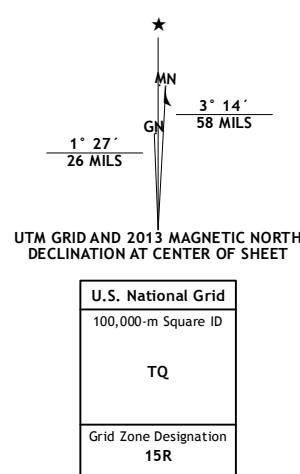 ★
MN
3° 14´
58 MILS
GN
1° 27´
26 MILS
UTM GRID AND 2013 MAGNETIC NORTH
DECLINATION AT CENTER OF SHEET
U.S. National Grid
100,000-m Square ID
TQ
Grid Zone Designation
15R